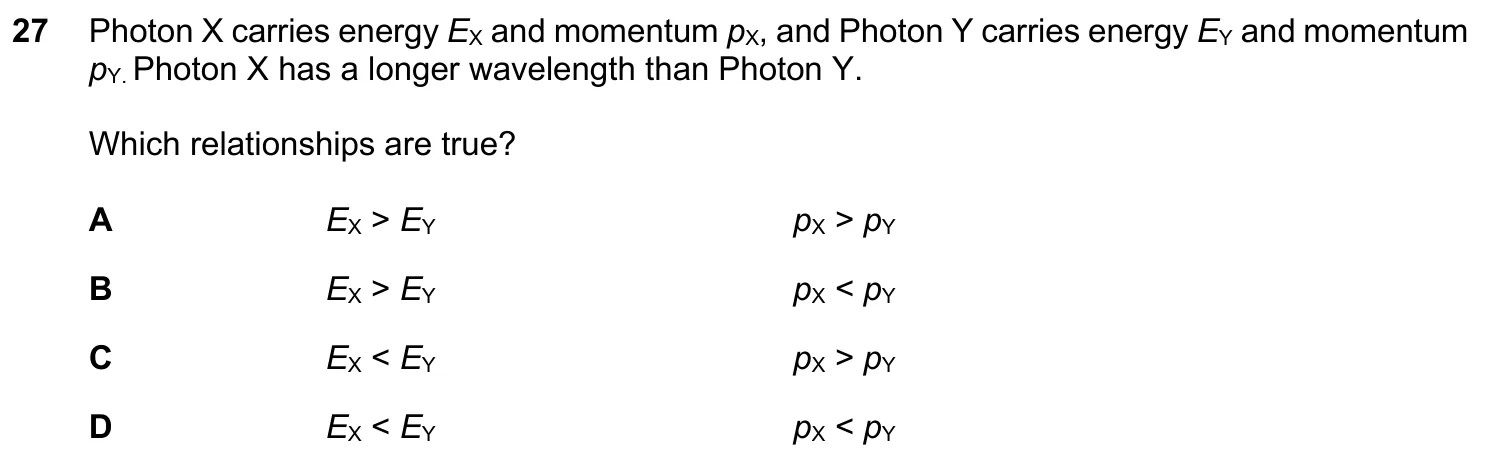 27 Photon X carries energy EX and momentum pX, and Photon Y carries energy EY and momentum
pY. Photon X has a longer wavelength than Photon Y.
Which relationships are true?
A EX > EY pX > pY
B EX > EY pX < pY
C EX < EY pX > pY
D EX < EY pX < pY